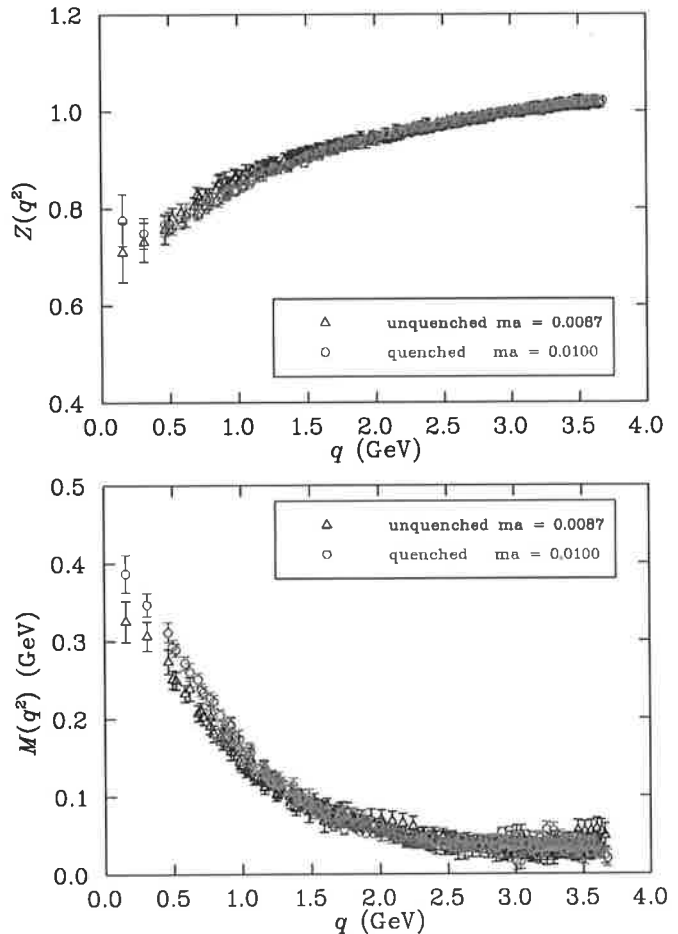 1.2
1.0
0.8
0.6
0.4
Z(q²)
△ unquenched ma = 0.0087
○ quenched ma = 0.0100
0.0 0.5 1.0 1.5 2.0 2.5 3.0 3.5 4.0
q (GeV)
0.5
0.4
0.3
0.2
0.1
0.0
M(q²) (GeV)
△ unquenched ma = 0.0087
○ quenched ma = 0.0100
0.0 0.5 1.0 1.5 2.0 2.5 3.0 3.5 4.0
q (GeV)